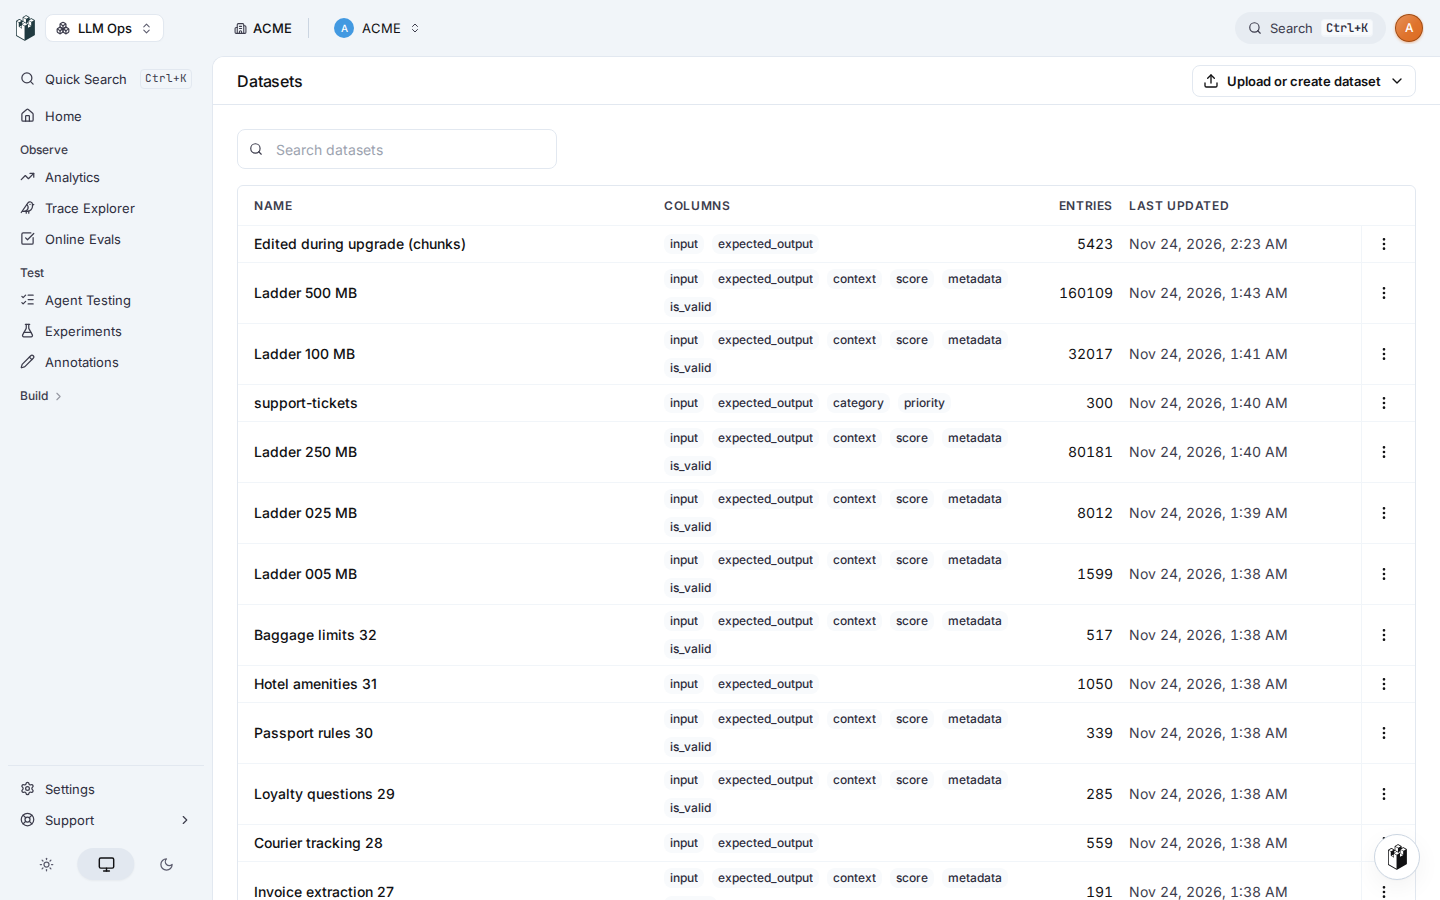 LLM Ops
ACME
A ACME
Search Ctrl+K
A
Quick Search Ctrl+K
Home
Observe
Analytics
Trace Explorer
Online Evals
Test
Agent Testing
Experiments
Annotations
Build
Settings
Support
Datasets
Upload or create dataset
Search datasets
NAME COLUMNS ENTRIES LAST UPDATED
Edited during upgrade (chunks) input expected_output 5423 Nov 24, 2026, 2:23 AM
Ladder 500 MB input expected_output context score metadata 160109 Nov 24, 2026, 1:43 AM
is_valid
Ladder 100 MB input expected_output context score metadata 32017 Nov 24, 2026, 1:41 AM
is_valid
support-tickets input expected_output category priority 300 Nov 24, 2026, 1:40 AM
Ladder 250 MB input expected_output context score metadata 80181 Nov 24, 2026, 1:40 AM
is_valid
Ladder 025 MB input expected_output context score metadata 8012 Nov 24, 2026, 1:39 AM
is_valid
Ladder 005 MB input expected_output context score metadata 1599 Nov 24, 2026, 1:38 AM
is_valid
Baggage limits 32 input expected_output context score metadata 517 Nov 24, 2026, 1:38 AM
is_valid
Hotel amenities 31 input expected_output 1050 Nov 24, 2026, 1:38 AM
Passport rules 30 input expected_output context score metadata 339 Nov 24, 2026, 1:38 AM
is_valid
Loyalty questions 29 input expected_output context score metadata 285 Nov 24, 2026, 1:38 AM
is_valid
Courier tracking 28 input expected_output 559 Nov 24, 2026, 1:38 AM
Invoice extraction 27 input expected_output context score metadata 191 Nov 24, 2026, 1:38 AM